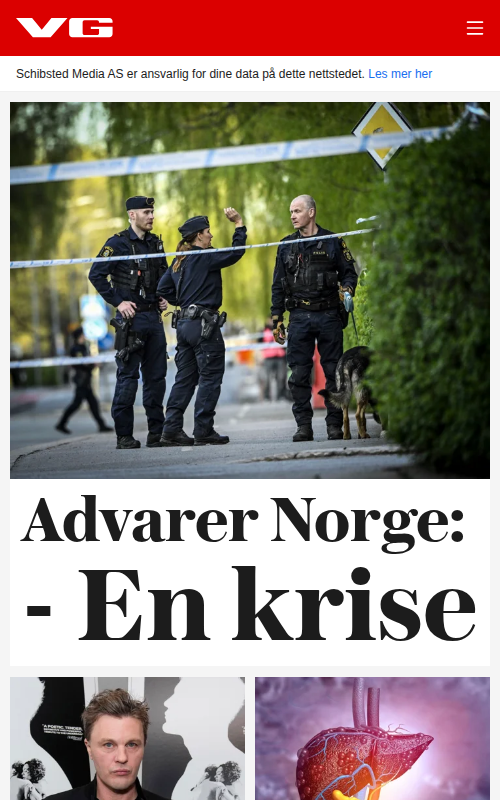 VG
Schibsted Media AS er ansvarlig for dine data på dette nettstedet. Les mer her
Advarer Norge:
- En krise
"A POETIC, TENDER